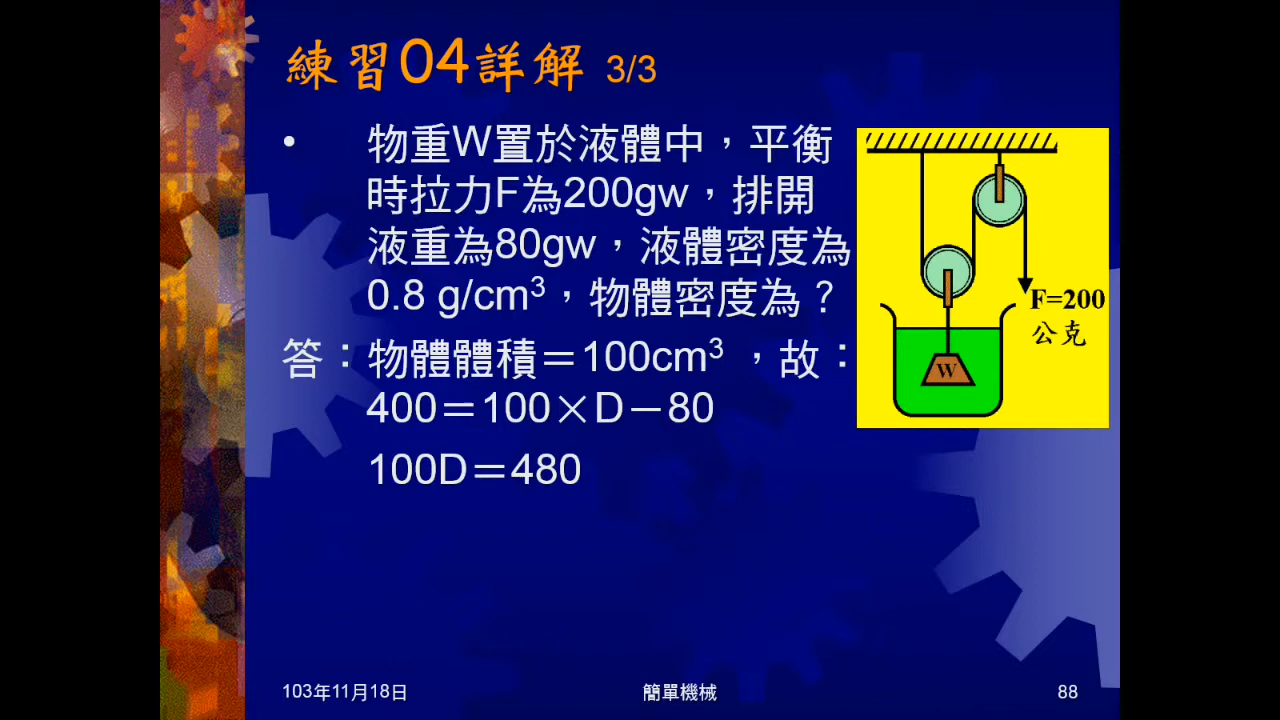 練習04詳解 3/3
• 物重W置於液體中，平衡
時拉力F為200gw，排開
液重為80gw，液體密度為
0.8 g/cm³，物體密度為？
答：物體體積＝100cm³ ，故：
400＝100×D－80
100D＝480
F=200
公克
W
103年11月18日
簡單機械
88